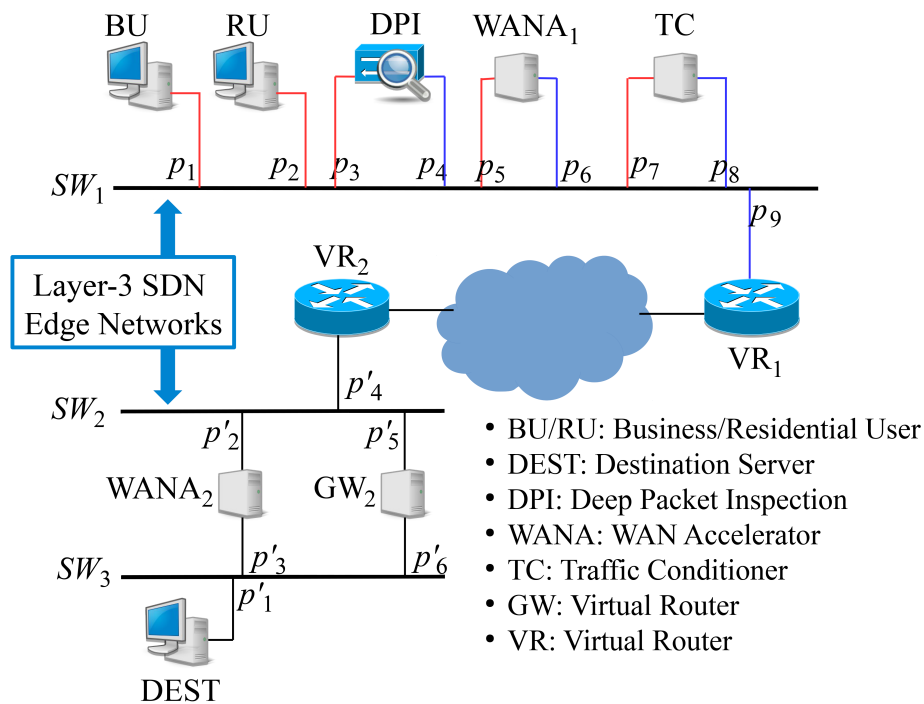 BU RU DPI WANA₁ TC
p₁ p₂ p₃ p₄ p₅ p₆ p₇ p₈
SW₁
p₉
Layer-3 SDN
Edge Networks
VR₂
VR₁
p'₄
SW₂
p'₂ p'₅
WANA₂ GW₂
p'₃ p'₆
SW₃
p'₁
DEST
• BU/RU: Business/Residential User
• DEST: Destination Server
• DPI: Deep Packet Inspection
• WANA: WAN Accelerator
• TC: Traffic Conditioner
• GW: Virtual Router
• VR: Virtual Router